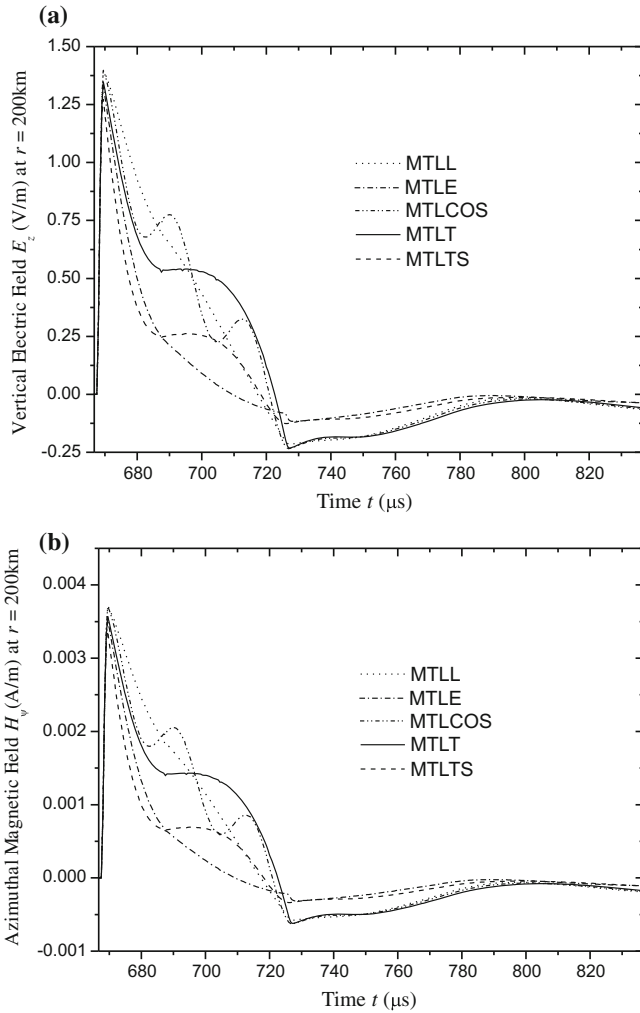 (a)
1.50
1.25
1.00
0.75
0.50
0.25
0.00
-0.25
Vertical Electric Field E_z (V/m) at r = 200km
MTLL
MTLE
MTLCOS
MTLT
MTLTS
680 700 720 740 760 780 800 820
Time t (μs)
(b)
0.004
0.003
0.002
0.001
0.000
-0.001
Azimuthal Magnetic Field H_ψ (A/m) at r = 200km
MTLL
MTLE
MTLCOS
MTLT
MTLTS
680 700 720 740 760 780 800 820
Time t (μs)